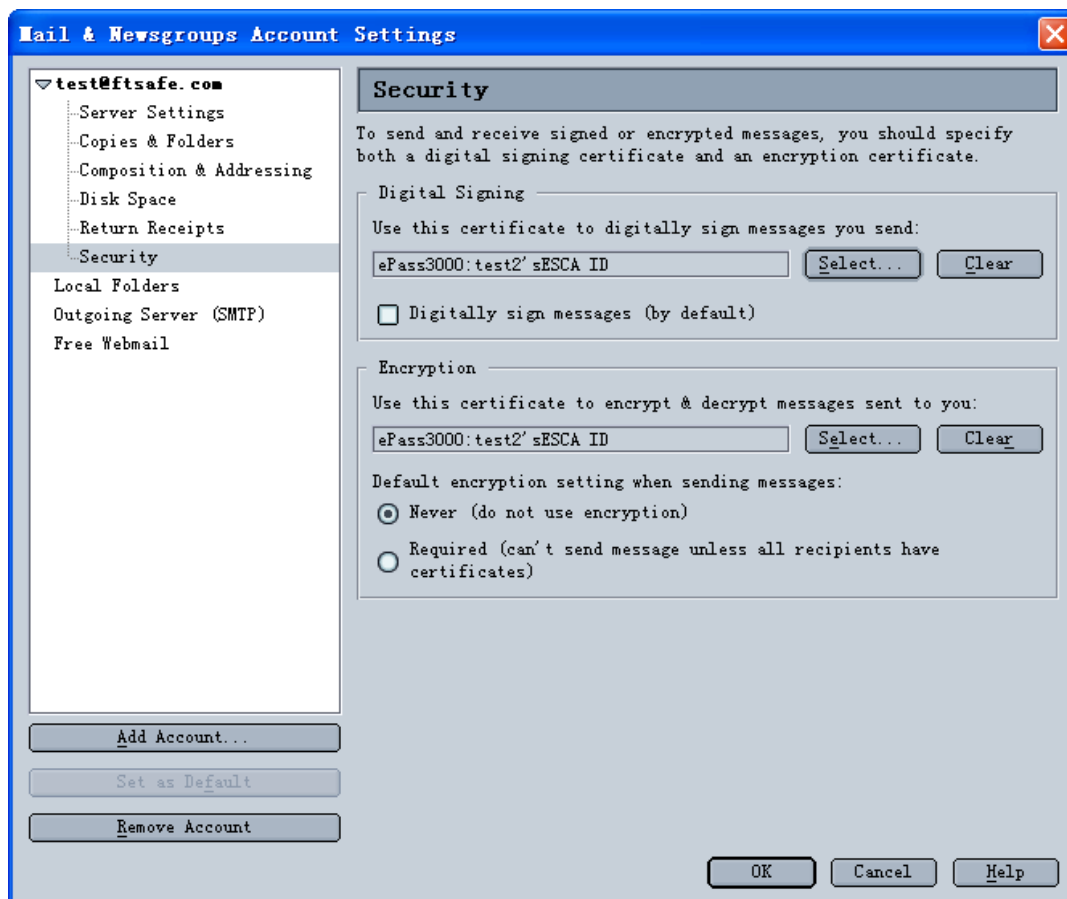 Mail & Newsgroups Account Settings
test@ftsafe.com
Server Settings
Copies & Folders
Composition & Addressing
Disk Space
Return Receipts
Security
Local Folders
Outgoing Server (SMTP)
Free Webmail
Add Account...
Set as Default
Remove Account
Security
To send and receive signed or encrypted messages, you should specify
both a digital signing certificate and an encryption certificate.
Digital Signing
Use this certificate to digitally sign messages you send:
ePass3000:test2'sESCA ID
Select...
Clear
Digitally sign messages (by default)
Encryption
Use this certificate to encrypt & decrypt messages sent to you:
ePass3000:test2'sESCA ID
Select...
Clear
Default encryption setting when sending messages:
Never (do not use encryption)
Required (can't send message unless all recipients have
certificates)
OK
Cancel
Help